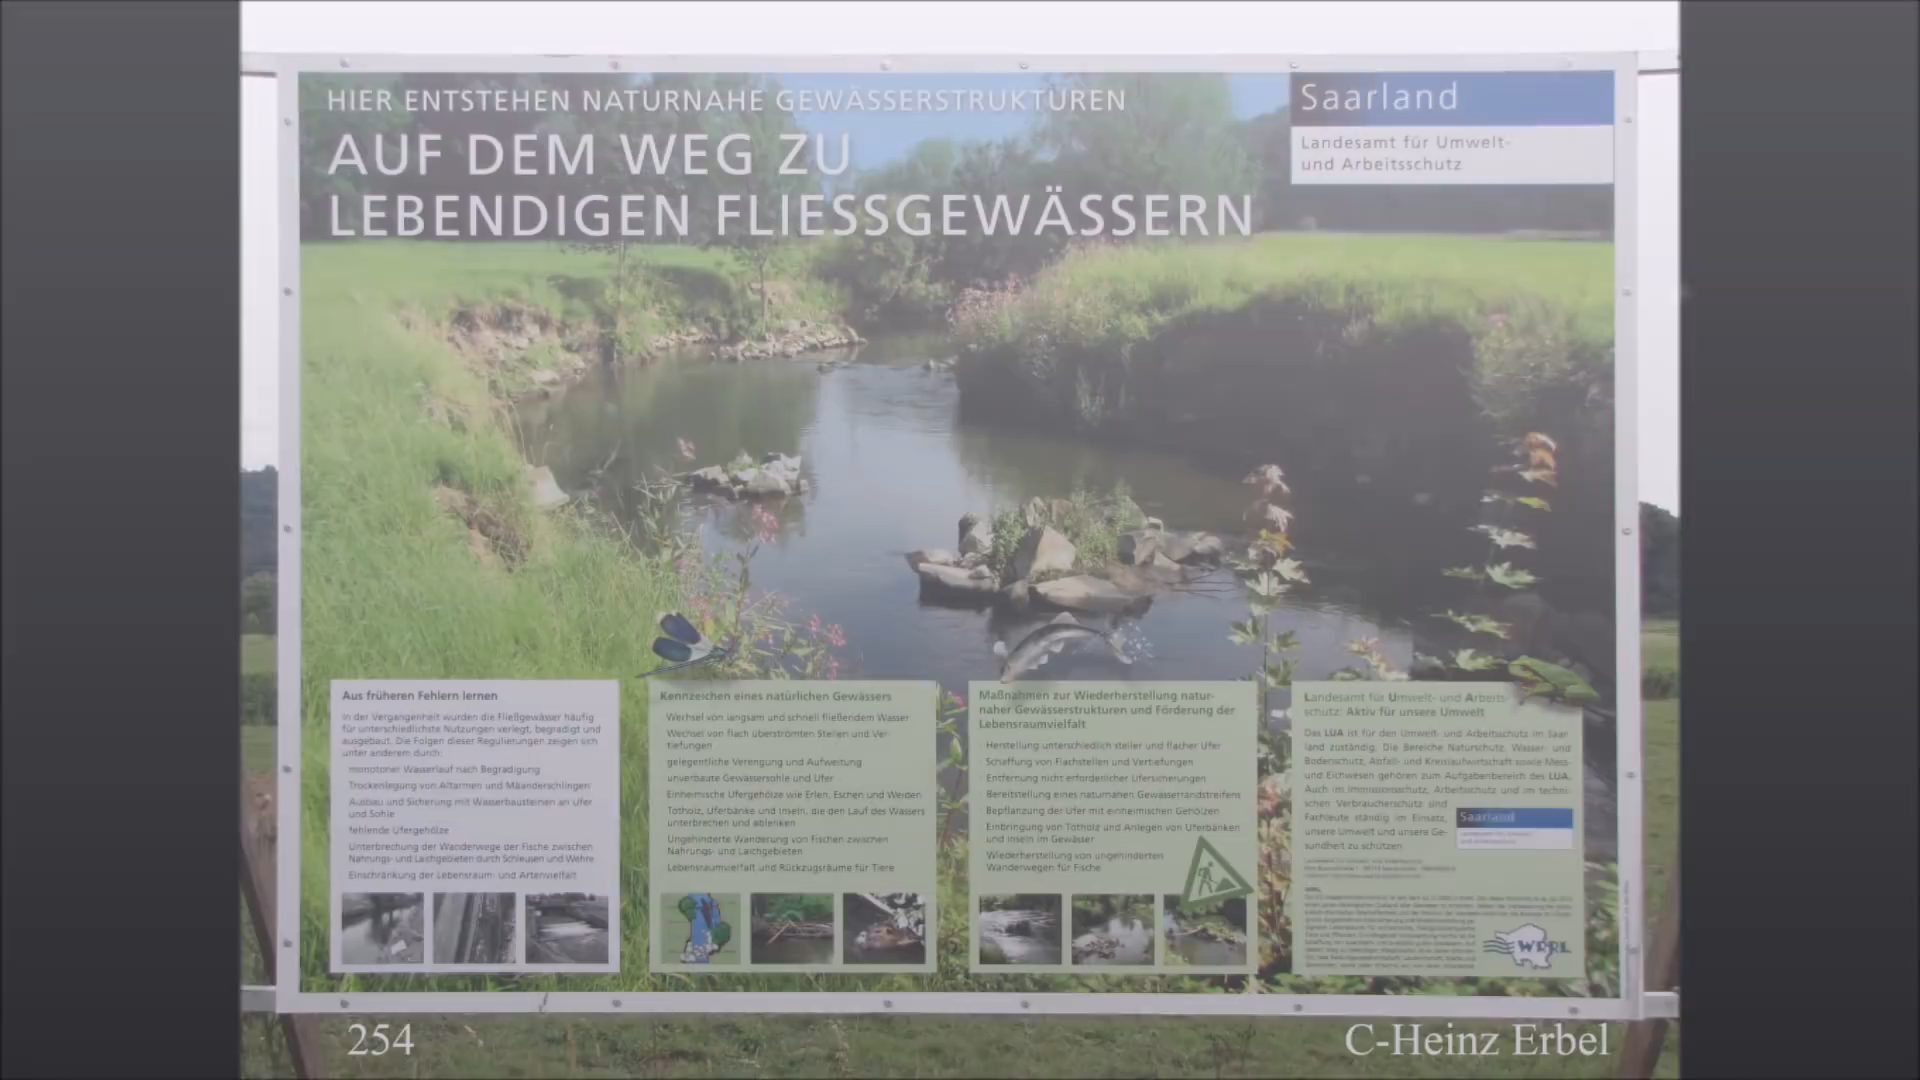 HIER ENTSTEHEN NATURNAHE GEWÄSSERSTRUKTUREN
AUF DEM WEG ZU
LEBENDIGEN FLIESSGEWÄSSERN
Saarland
Landesamt für Umwelt-
und Arbeitsschutz
Aus früheren Fehlern lernen
In der Vergangenheit wurden die Fließgewässer häufig
für unterschiedlichste Nutzungen verlegt, begradigt und
ausgebaut. Die Folgen dieser Regulierungen zeigen sich
unter anderem durch:
monotoner Wasserlauf nach Begradigung
Trockenlegung von Altarmen und Mäanderschlingen
Ausbau und Sicherung mit Wasserbausteinen an Ufer
und Sohle
fehlende Ufergehölze
Unterbrechung der Wanderwege der Fische zwischen
Nahrungs- und Laichgebieten durch Schleusen und Wehre
Einschränkung der Lebensraum- und Artenvielfalt
Kennzeichen eines natürlichen Gewässers
Wechsel von langsam und schnell fließendem Wasser
Wechsel von flach überströmten Stellen und Ver-
tiefungen
gelegentliche Verengung und Aufweitung
unverbaute Gewässersohle und Ufer
Einheimische Ufergehölze wie Erlen, Eschen und Weiden
Totholz, Uferbänke und Inseln, die den Lauf des Wassers
unterbrechen und ablenken
Ungehinderte Wanderung von Fischen zwischen
Nahrungs- und Laichgebieten
Lebensraumvielfalt und Rückzugsräume für Tiere
Maßnahmen zur Wiederherstellung natur-
naher Gewässerstrukturen und Förderung der
Lebensraumvielfalt
Herstellung unterschiedlich steiler und flacher Ufer
Schaffung von Flachstellen und Vertiefungen
Entfernung nicht erforderlicher Ufersicherungen
Bereitstellung eines naturnahen Gewässerrandstreifens
Bepflanzung der Ufer mit einheimischen Gehölzen
Einbringung von Totholz und Anlegen von Uferbänken
und Inseln im Gewässer
Wiederherstellung von ungehinderten
Wanderwegen für Fische
Landesamt für Umwelt- und Arbeits-
schutz: Aktiv für unsere Umwelt
Das LUA ist für den Umwelt- und Arbeitsschutz im Saar
land zuständig. Die Bereiche Naturschutz, Wasser- und
Bodenschutz, Abfall- und Kreislaufwirtschaft sowie Mess-
und Eichwesen gehören zum Aufgabenbereich des LUA.
Auch im Immissionsschutz, Arbeitsschutz und im techni-
schen Verbraucherschutz sind
Fachleute ständig im Einsatz,
unsere Umwelt und unsere Ge-
sundheit zu schützen
Saarland
WRRL
254
C-Heinz Erbel